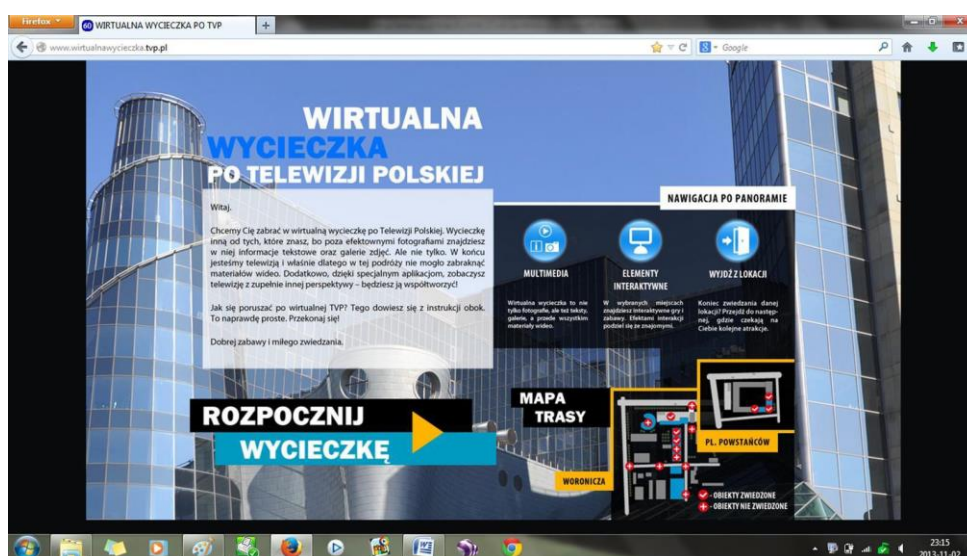 Firefox
WIRTUALNA WYCIECZKA PO TVP
www.wirtualnawycieczka.tvp.pl
Google
WIRTUALNA
WYCIECZKA
PO TELEWIZJI POLSKIEJ
Witaj.
Chcemy Cię zabrać w wirtualną wycieczkę po Telewizji Polskiej. Wycieczkę
inną od tych, które znasz, bo poza efektownymi fotografiami znajdziesz
w niej informacje tekstowe oraz galerie zdjęć. Ale nie tylko. W końcu
jesteśmy telewizją i właśnie dlatego w tej podróży nie mogło zabraknąć
materiałów wideo. Dodatkowo, dzięki specjalnym aplikacjom, zobaczysz
telewizję z zupełnie innej perspektywy – będziesz ją współtworzyć!
Jak się poruszać po wirtualnej TVP? Tego dowiesz się z instrukcji obok.
To naprawdę proste. Przekonaj się!
Dobrej zabawy i miłego zwiedzania.
ROZPOCZNIJ
WYCIECZKĘ
NAWIGACJA PO PANORAMIE
MULTIMEDIA
Wirtualna wycieczka to nie
tylko fotografie, ale też teksty,
galerie, a przede wszystkim
materiały wideo.
ELEMENTY
INTERAKTYWNE
W wybranych miejscach
znajdziesz interaktywne gry i
zabawy. Efektami interakcji
podziel się ze znajomymi.
WYJDŹ Z LOKACJI
Koniec zwiedzania danej
lokacji? Przejdź do następ-
nej, gdzie czekają na
Ciebie kolejne atrakcje.
MAPA
TRASY
PL. POWSTAŃCÓW
WORONICZA
- OBIEKTY ZWIEDZONE
- OBIEKTY NIE ZWIEDZONE
23:15
2013-11-02